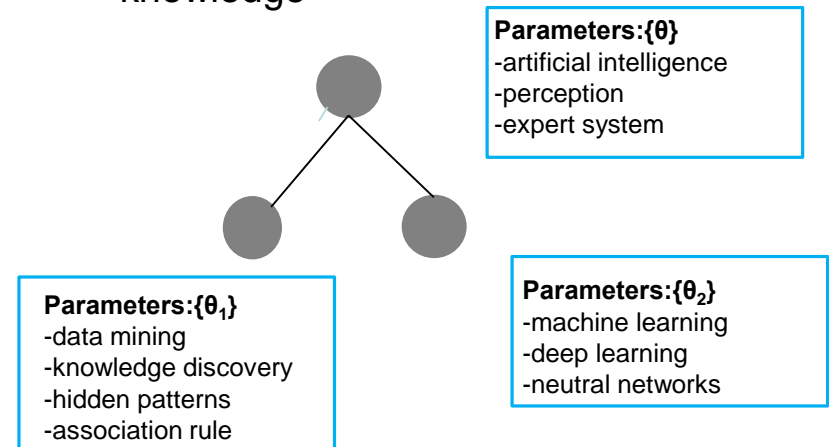 knowledge
Parameters:{θ}
-artificial intelligence
-perception
-expert system
Parameters:{θ₁}
-data mining
-knowledge discovery
-hidden patterns
-association rule
Parameters:{θ₂}
-machine learning
-deep learning
-neutral networks